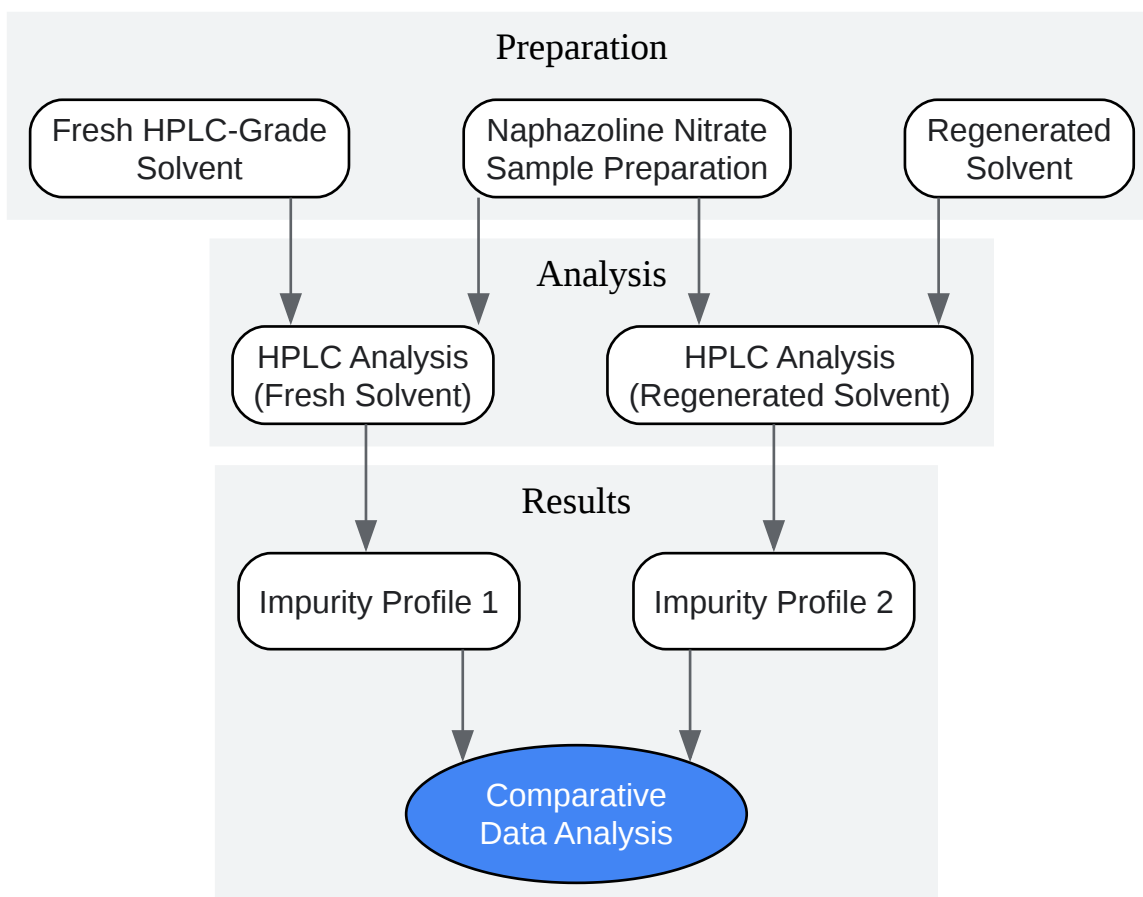 Preparation
Fresh HPLC-Grade
Solvent
Naphazoline Nitrate
Sample Preparation
Regenerated
Solvent
Analysis
HPLC Analysis
(Fresh Solvent)
HPLC Analysis
(Regenerated Solvent)
Results
Impurity Profile 1
Impurity Profile 2
Comparative
Data Analysis